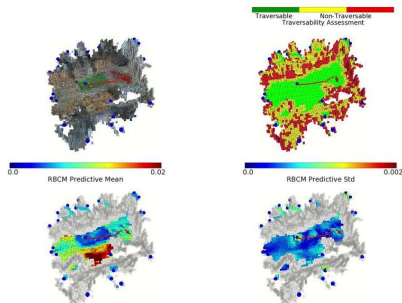 Traversable Non-Traversable
Traversability Assessment
0.0 0.02
RBCM Predictive Mean
0.0 0.002
RBCM Predictive Std